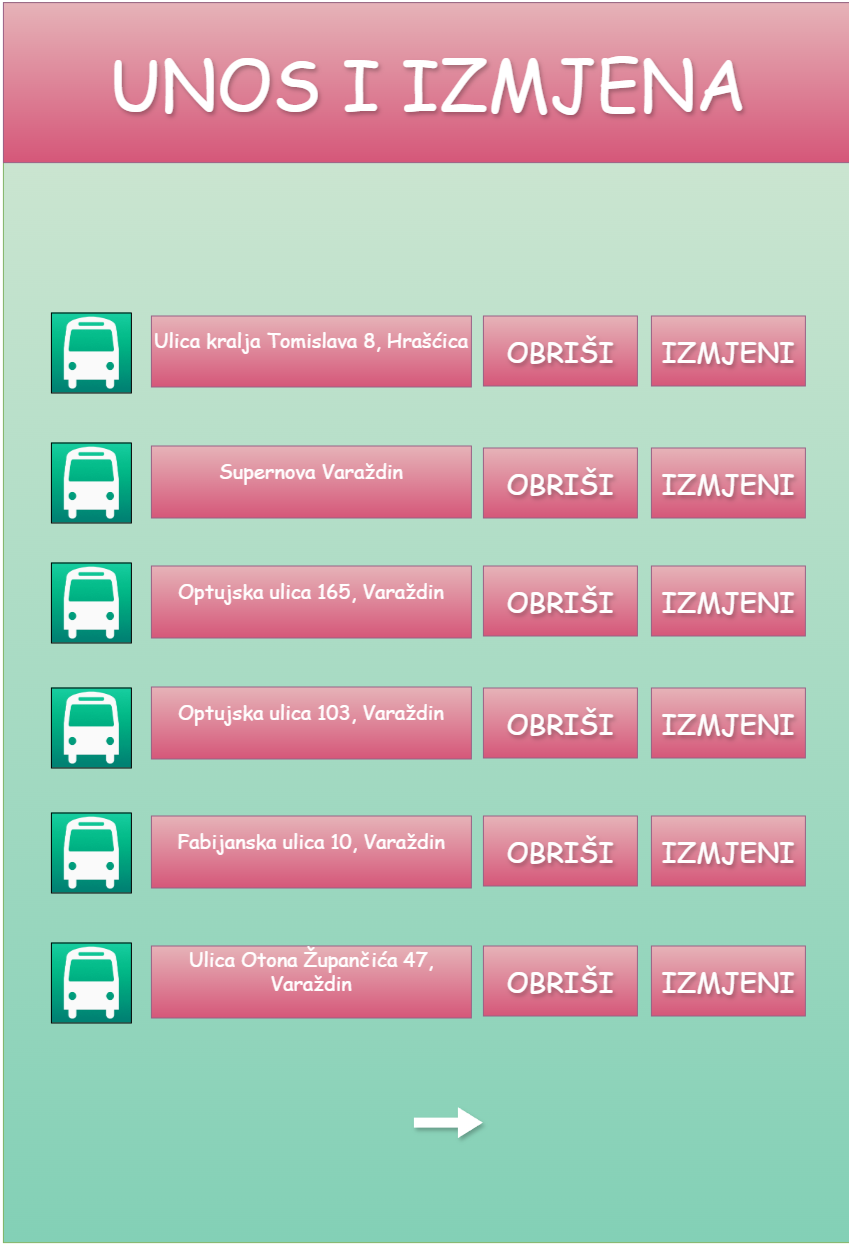 UNOS I IZMJENA
Ulica kralja Tomislava 8, Hrašćica
OBRIŠI
IZMJENI
Supernova Varaždin
OBRIŠI
IZMJENI
Optujska ulica 165, Varaždin
OBRIŠI
IZMJENI
Optujska ulica 103, Varaždin
OBRIŠI
IZMJENI
Fabijanska ulica 10, Varaždin
OBRIŠI
IZMJENI
Ulica Otona Župančića 47,
Varaždin
OBRIŠI
IZMJENI